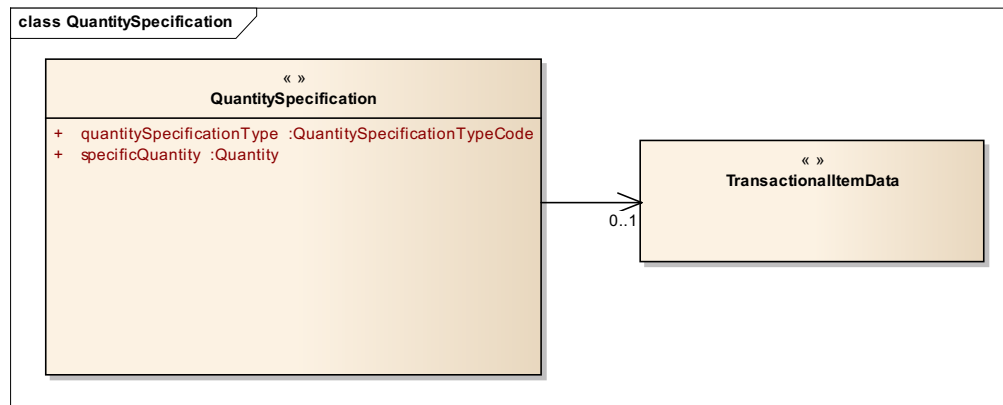 class QuantitySpecification
« »
QuantitySpecification
+ quantitySpecificationType :QuantitySpecificationTypeCode
+ specificQuantity :Quantity
« »
TransactionalItemData
0..1